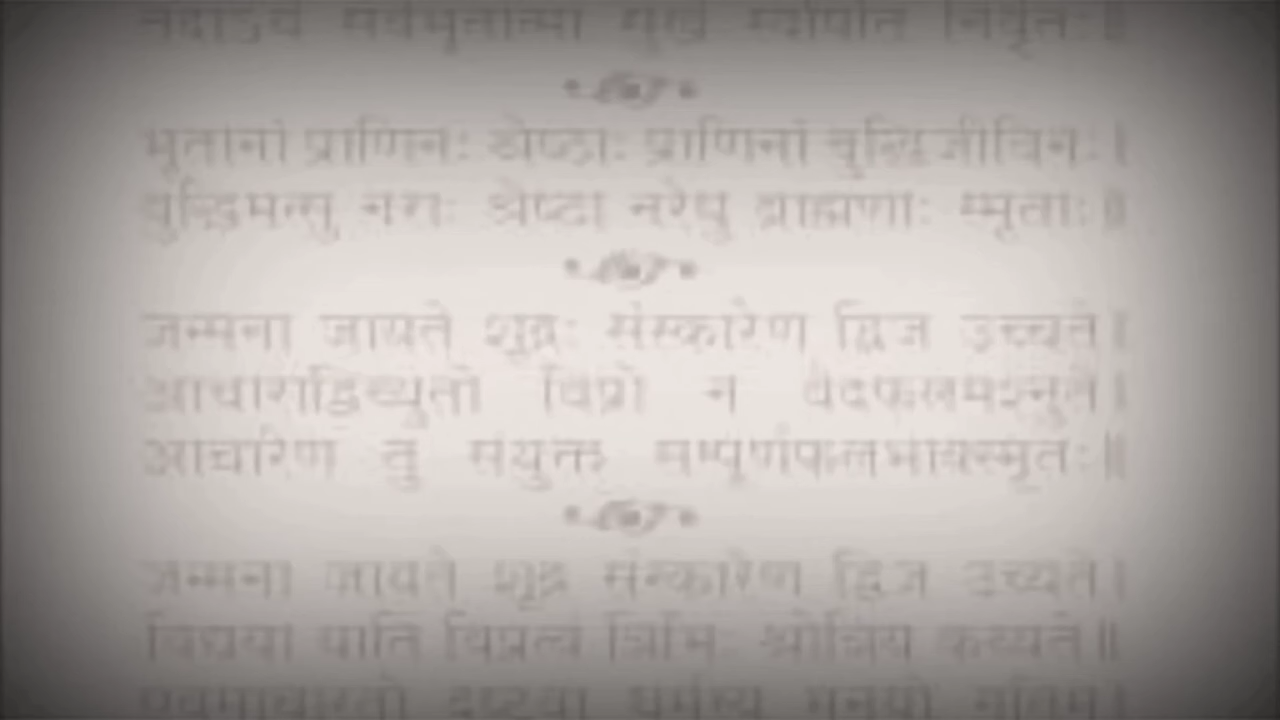 भूतानां प्राणिनः श्रेष्ठाः प्राणिनां बुद्धिजीविनः।
बुद्धिमत्सु नराः श्रेष्ठा नरेषु ब्राह्मणाः स्मृताः॥
जन्मना जायते शूद्रः संस्कारेण द्विज उच्यते।
आचाराद्विच्युतो विप्रो न वेदफलमश्नुते।
आचारेण तु संयुक्तः सम्पूर्णफलभाक्स्मृतः॥
जन्मना जायते शूद्र संस्कारेण द्विज उच्यते।
विद्यया याति विप्रत्वं त्रिभिः श्रोत्रिय कथ्यते॥